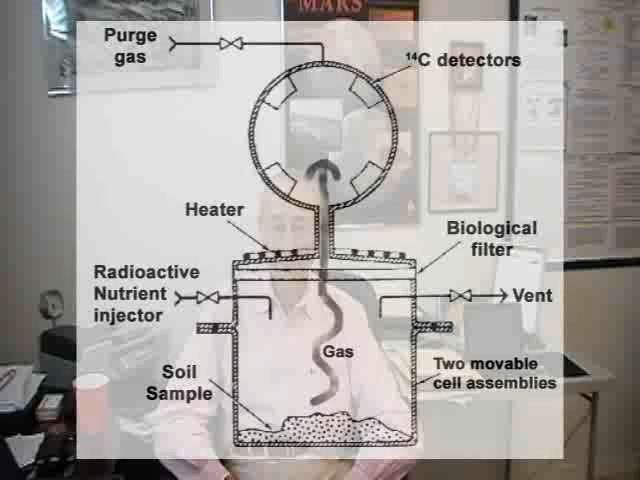 MARS
Purge
gas
¹⁴C detectors
Heater
Biological
filter
Radioactive
Nutrient
injector
Vent
Gas
Two movable
cell assemblies
Soil
Sample